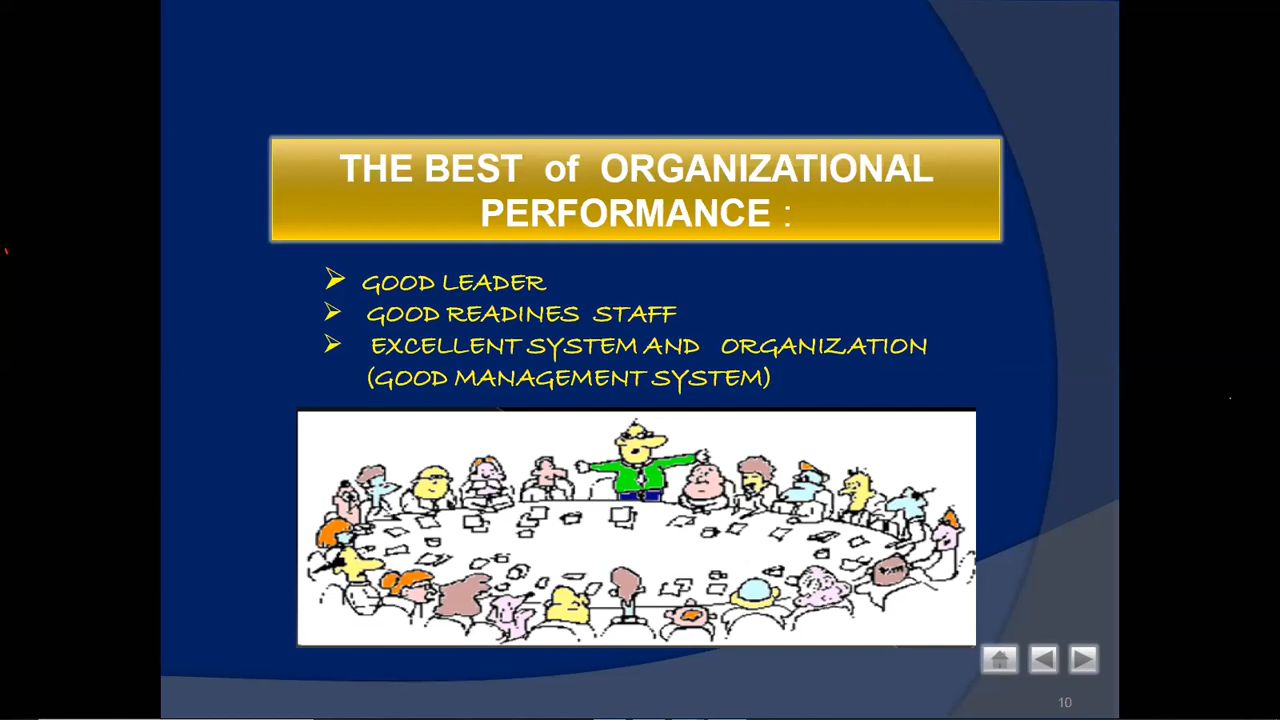 THE BEST of ORGANIZATIONAL
PERFORMANCE :
➢ GOOD LEADER
➢ GOOD READINES STAFF
➢ EXCELLENT SYSTEM AND ORGANIZATION
(GOOD MANAGEMENT SYSTEM)
10